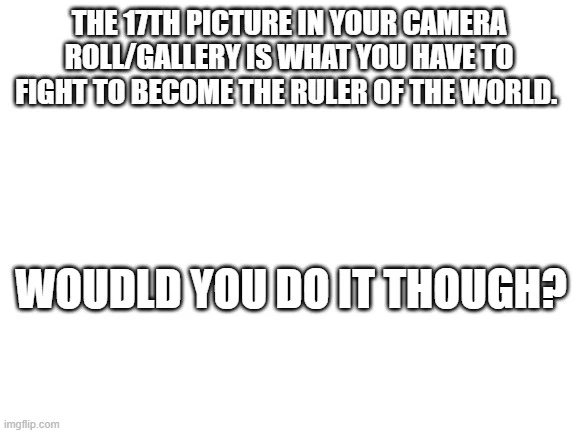 THE 17TH PICTURE IN YOUR CAMERA
ROLL/GALLERY IS WHAT YOU HAVE TO
FIGHT TO BECOME THE RULER OF THE WORLD.
WOUDLD YOU DO IT THOUGH?
imgflip.com